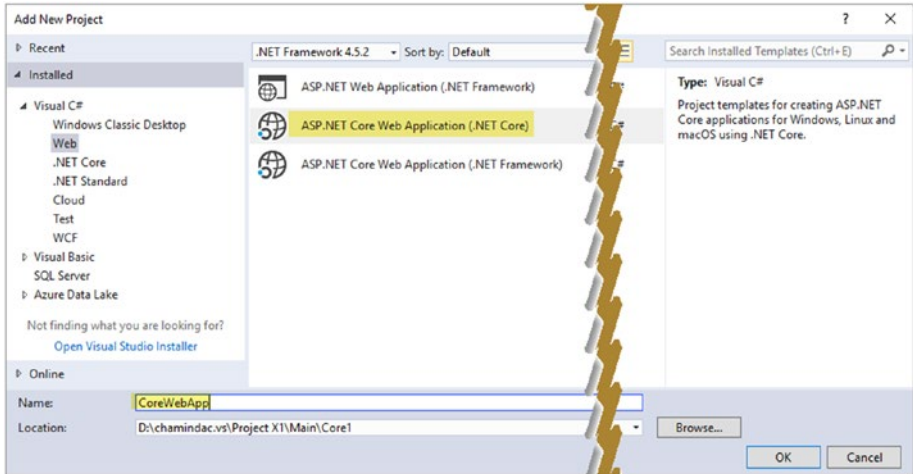 Add New Project
?
Recent
.NET Framework 4.5.2
Sort by: Default
Search Installed Templates (Ctrl+E)
Installed
Visual C#
Windows Classic Desktop
Web
.NET Core
.NET Standard
Cloud
Test
WCF
Visual Basic
SQL Server
Azure Data Lake
Not finding what you are looking for?
Open Visual Studio Installer
Online
ASP.NET Web Application (.NET Framework)
ASP.NET Core Web Application (.NET Core)
ASP.NET Core Web Application (.NET Framework)
Type: Visual C#
Project templates for creating ASP.NET
Core applications for Windows, Linux and
macOS using .NET Core.
Name:
CoreWebApp
Location:
D:\chamindac.vs\Project X1\Main\Core1
Browse...
OK
Cancel